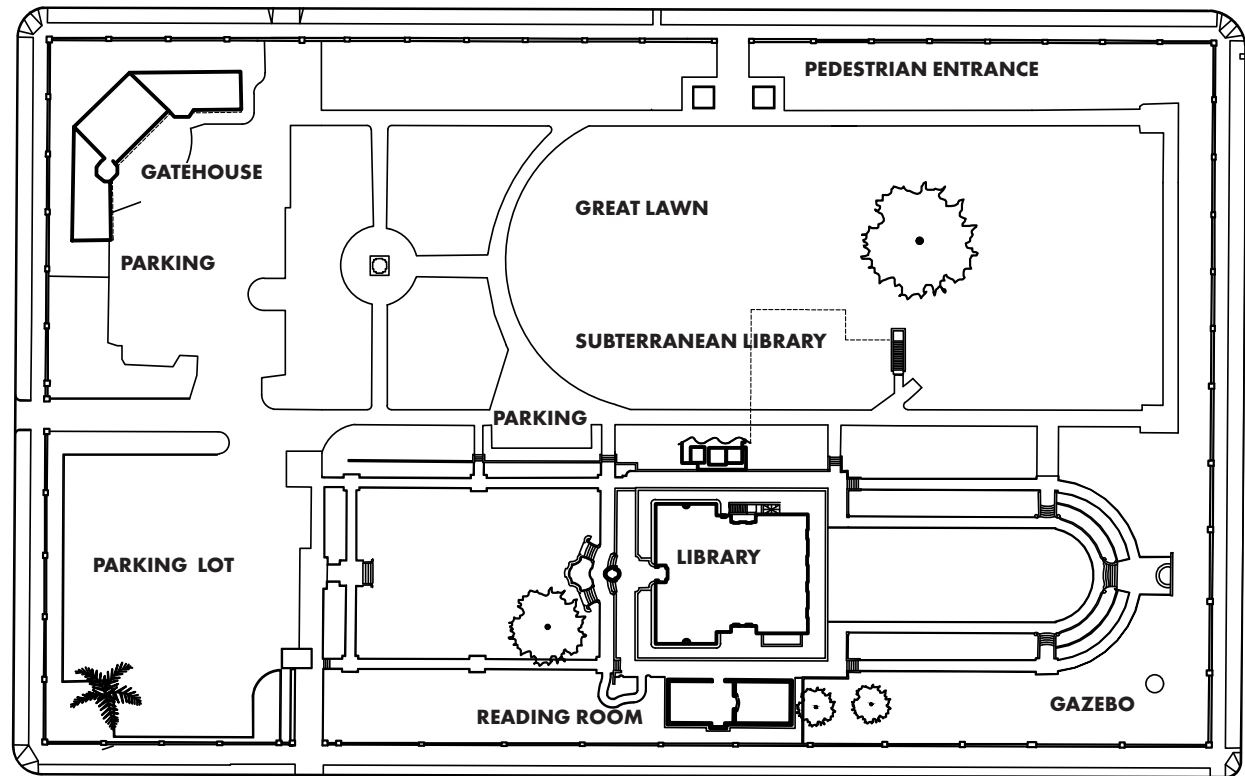 PEDESTRIAN ENTRANCE
GATEHOUSE
GREAT LAWN
PARKING
SUBTERRANEAN LIBRARY
PARKING
LIBRARY
PARKING LOT
READING ROOM
GAZEBO